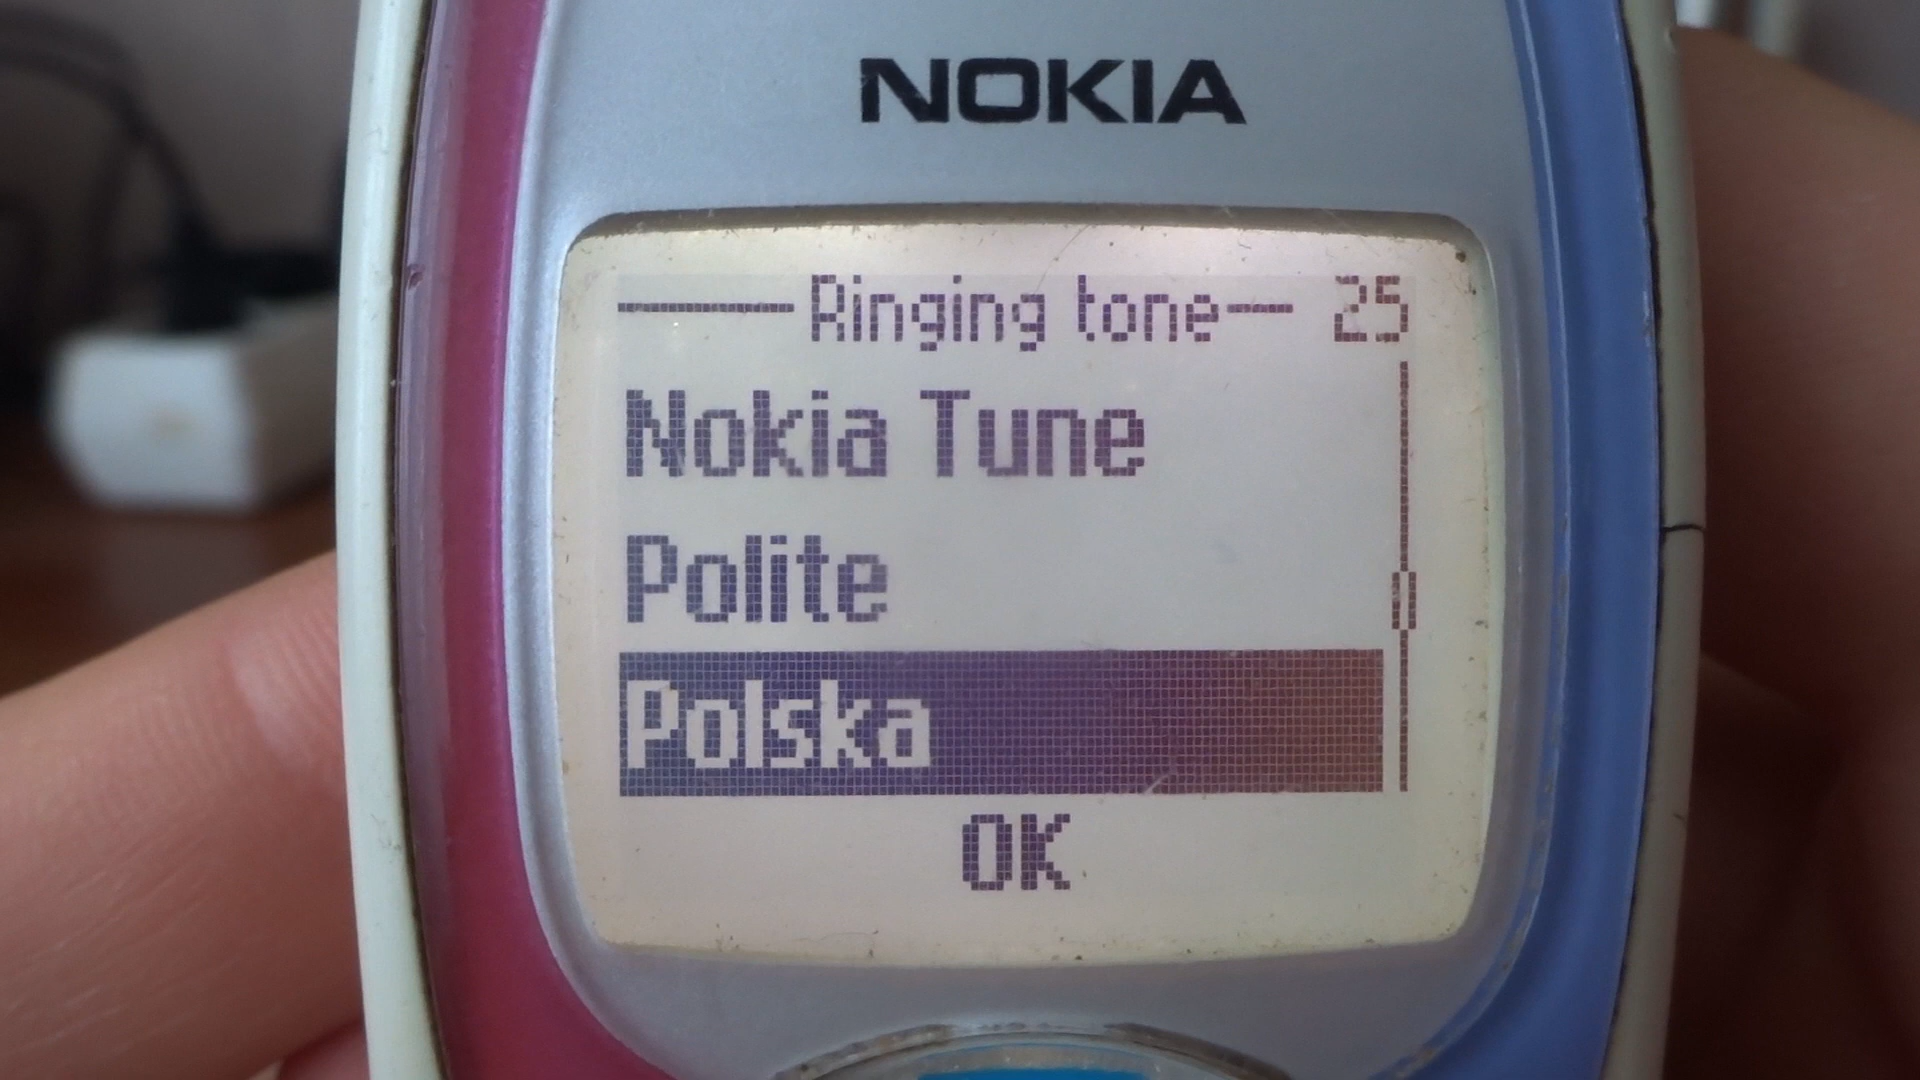 NOKIA
Ringing tone 25
Nokia Tune
Polite
Polska
OK